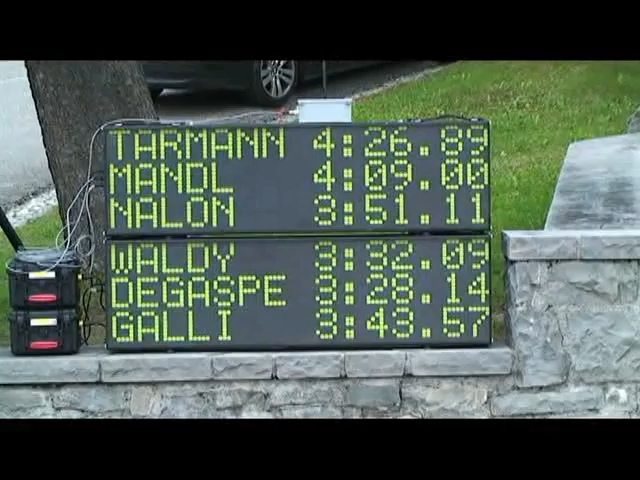 TARMANN 4:26.89
MANDL 4:09.00
NALON 3:51.11
WALDY 3:32.09
DEGASPE 3:28.14
GALLI 3:43.57